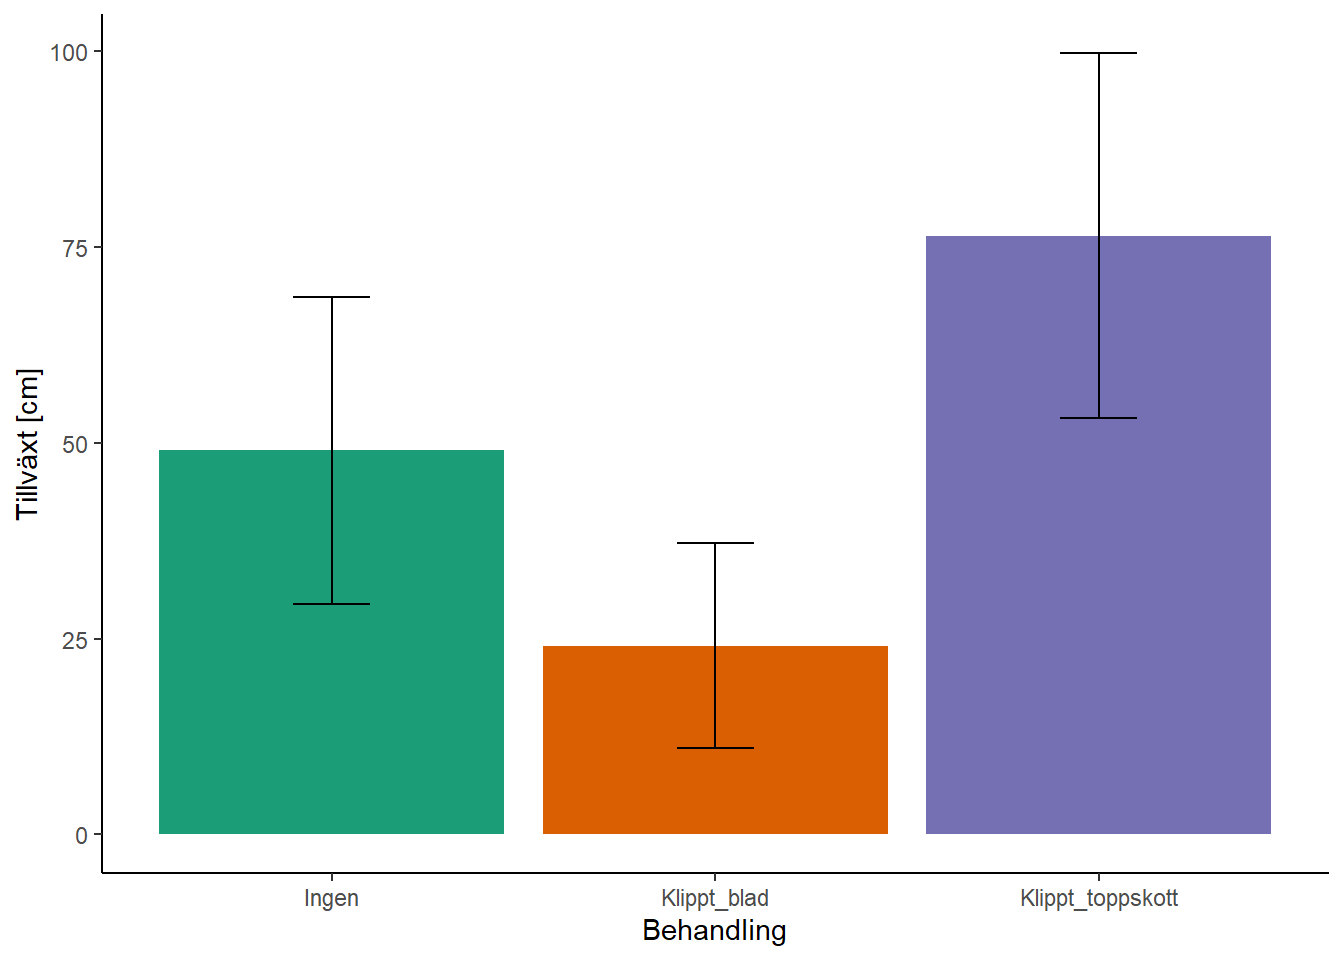 Tillväxt [cm]
100
75
50
25
0
Ingen
Klippt_blad
Klippt_toppskott
Behandling